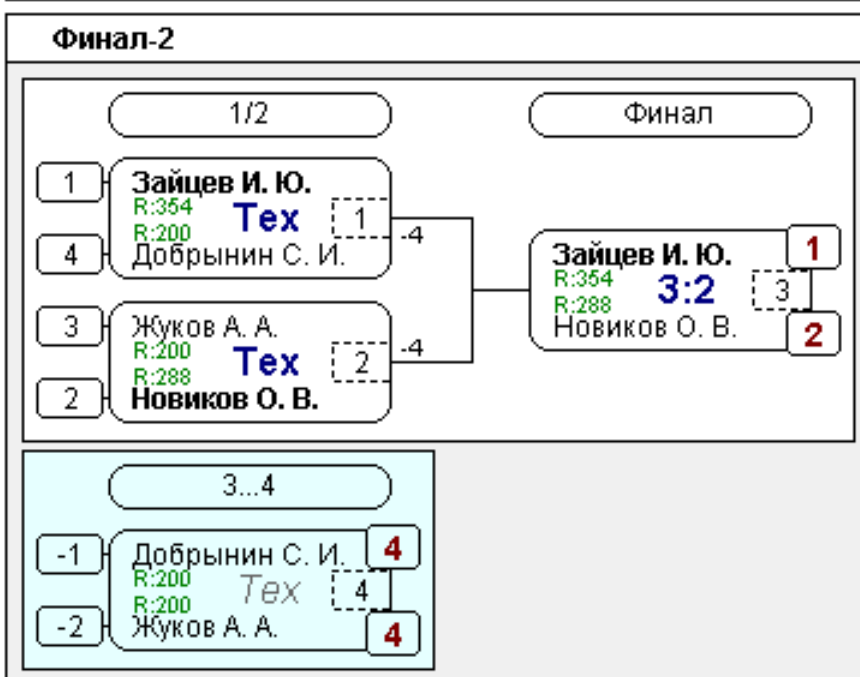 Финал-2
1/2
Финал
1
Зайцев И. Ю.
R:354
Тех
1
R:200
4
Добрынин С. И.
-4
3
Жуков А. А.
R:200
Тех
2
R:288
2
Новиков О. В.
-4
Зайцев И. Ю.
1
R:354
3:2
3
R:288
Новиков О. В.
2
3...4
-1
Добрынин С. И.
4
R:200
Тех
4
R:200
-2
Жуков А. А.
4